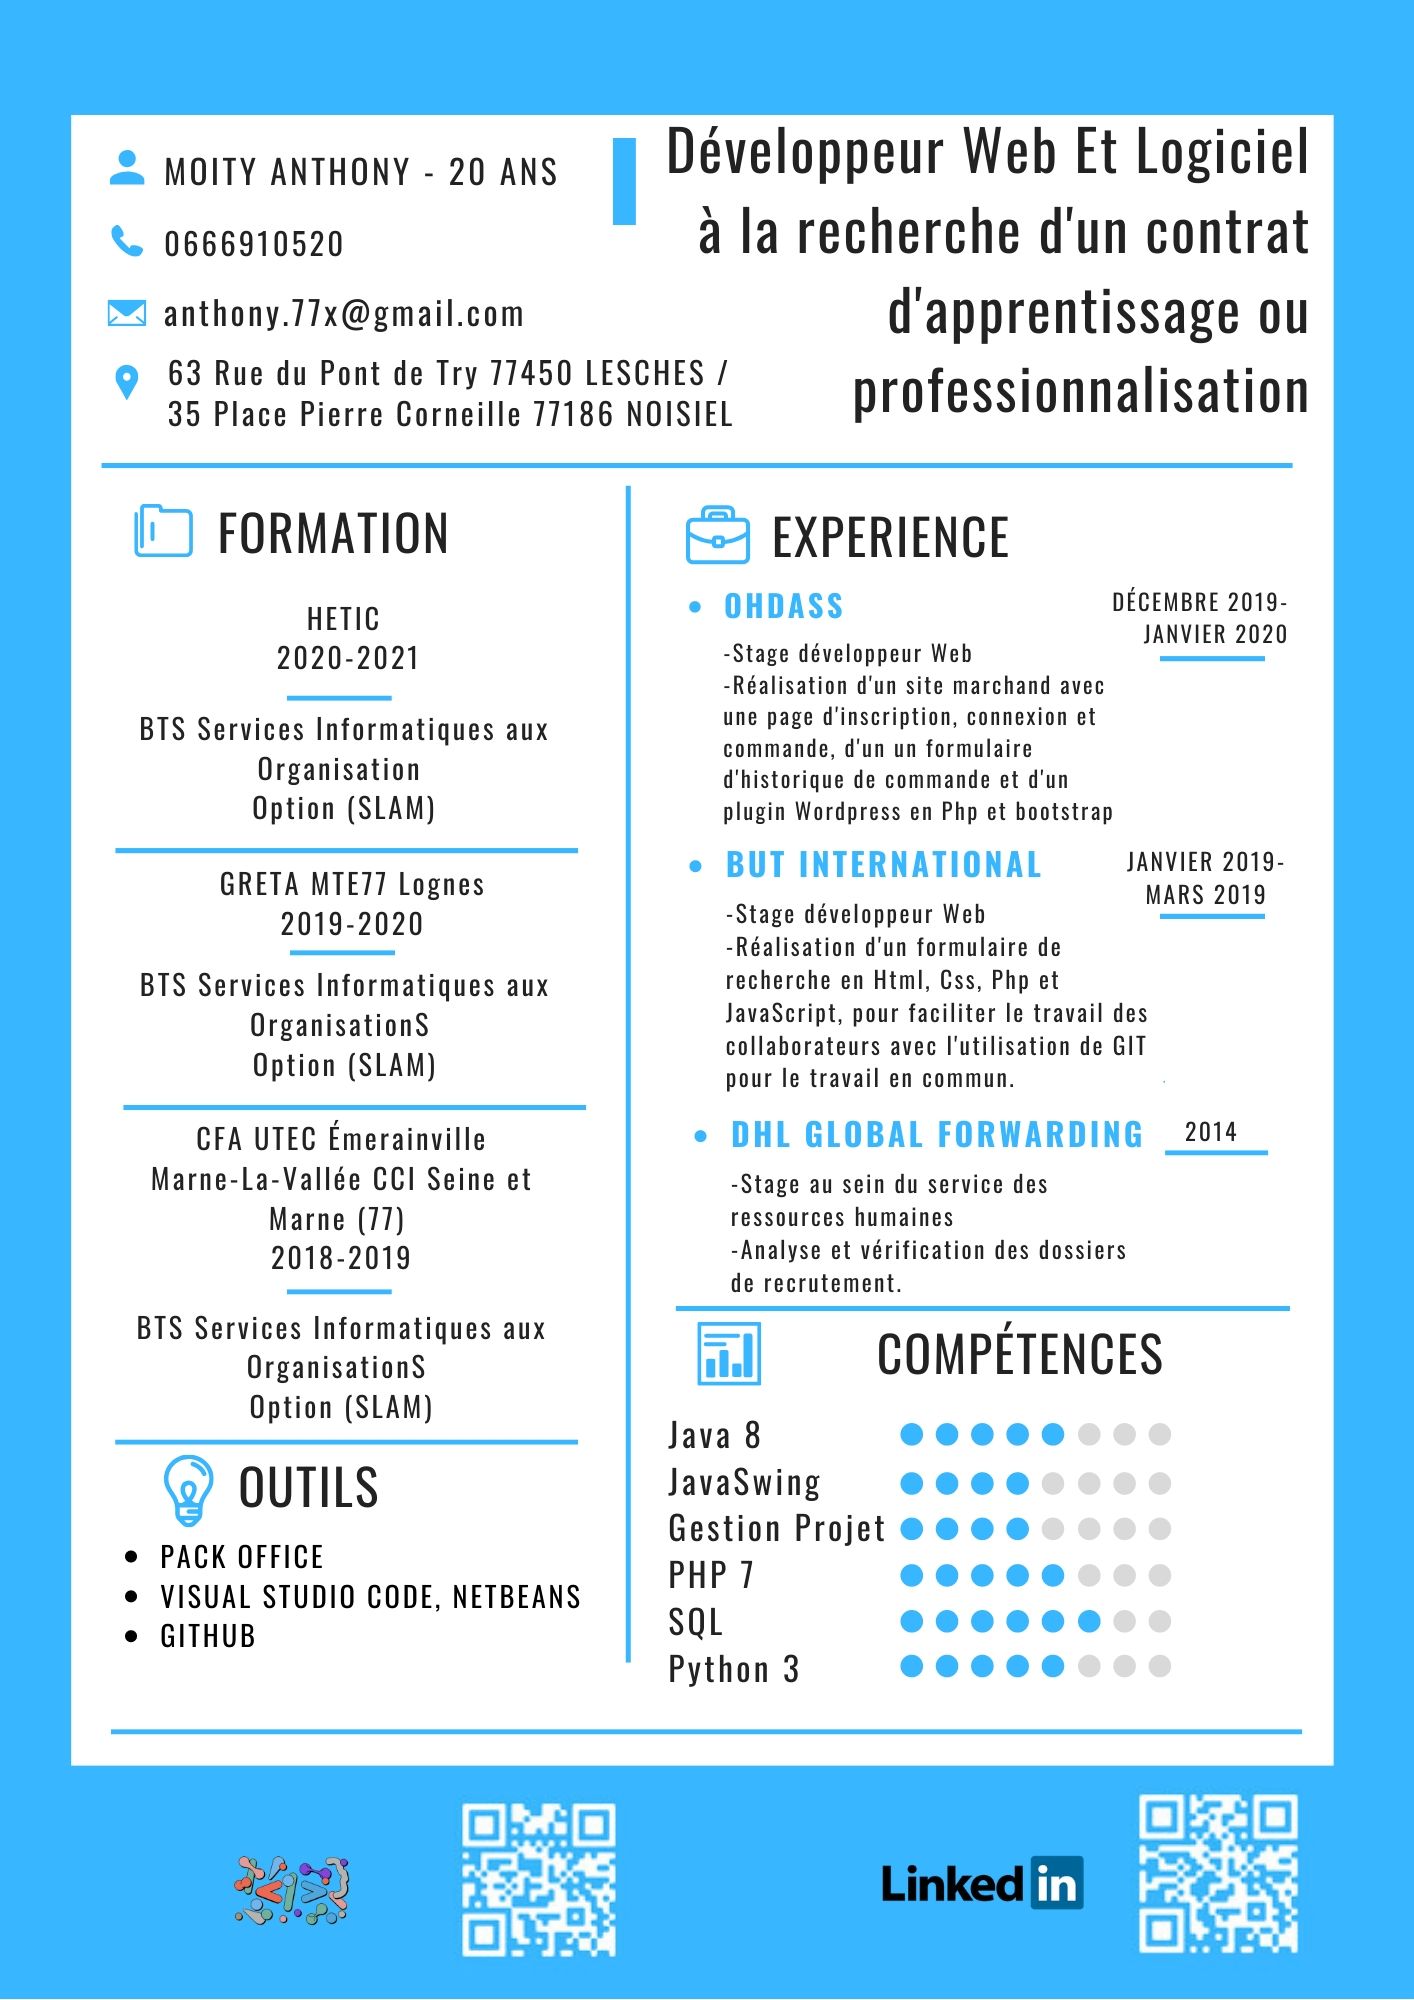 MOITY ANTHONY - 20 ANS
0666910520
anthony.77x@gmail.com
63 Rue du Pont de Try 77450 LESCHES /
35 Place Pierre Corneille 77186 NOISIEL
Développeur Web Et Logiciel
à la recherche d'un contrat
d'apprentissage ou
professionnalisation
FORMATION
HETIC
2020-2021
BTS Services Informatiques aux
Organisation
Option (SLAM)
GRETA MTE77 Lognes
2019-2020
BTS Services Informatiques aux
OrganisationS
Option (SLAM)
CFA UTEC Émerainville
Marne-La-Vallée CCI Seine et
Marne (77)
2018-2019
BTS Services Informatiques aux
OrganisationS
Option (SLAM)
OUTILS
PACK OFFICE
VISUAL STUDIO CODE, NETBEANS
GITHUB
EXPERIENCE
OHDASS
DÉCEMBRE 2019-
JANVIER 2020
-Stage développeur Web
-Réalisation d'un site marchand avec
une page d'inscription, connexion et
commande, d'un un formulaire
d'historique de commande et d'un
plugin Wordpress en Php et bootstrap
BUT INTERNATIONAL
JANVIER 2019-
MARS 2019
-Stage développeur Web
-Réalisation d'un formulaire de
recherche en Html, Css, Php et
JavaScript, pour faciliter le travail des
collaborateurs avec l'utilisation de GIT
pour le travail en commun.
DHL GLOBAL FORWARDING
2014
-Stage au sein du service des
ressources humaines
-Analyse et vérification des dossiers
de recrutement.
COMPÉTENCES
Java 8
JavaSwing
Gestion Projet
PHP 7
SQL
Python 3
Linked in